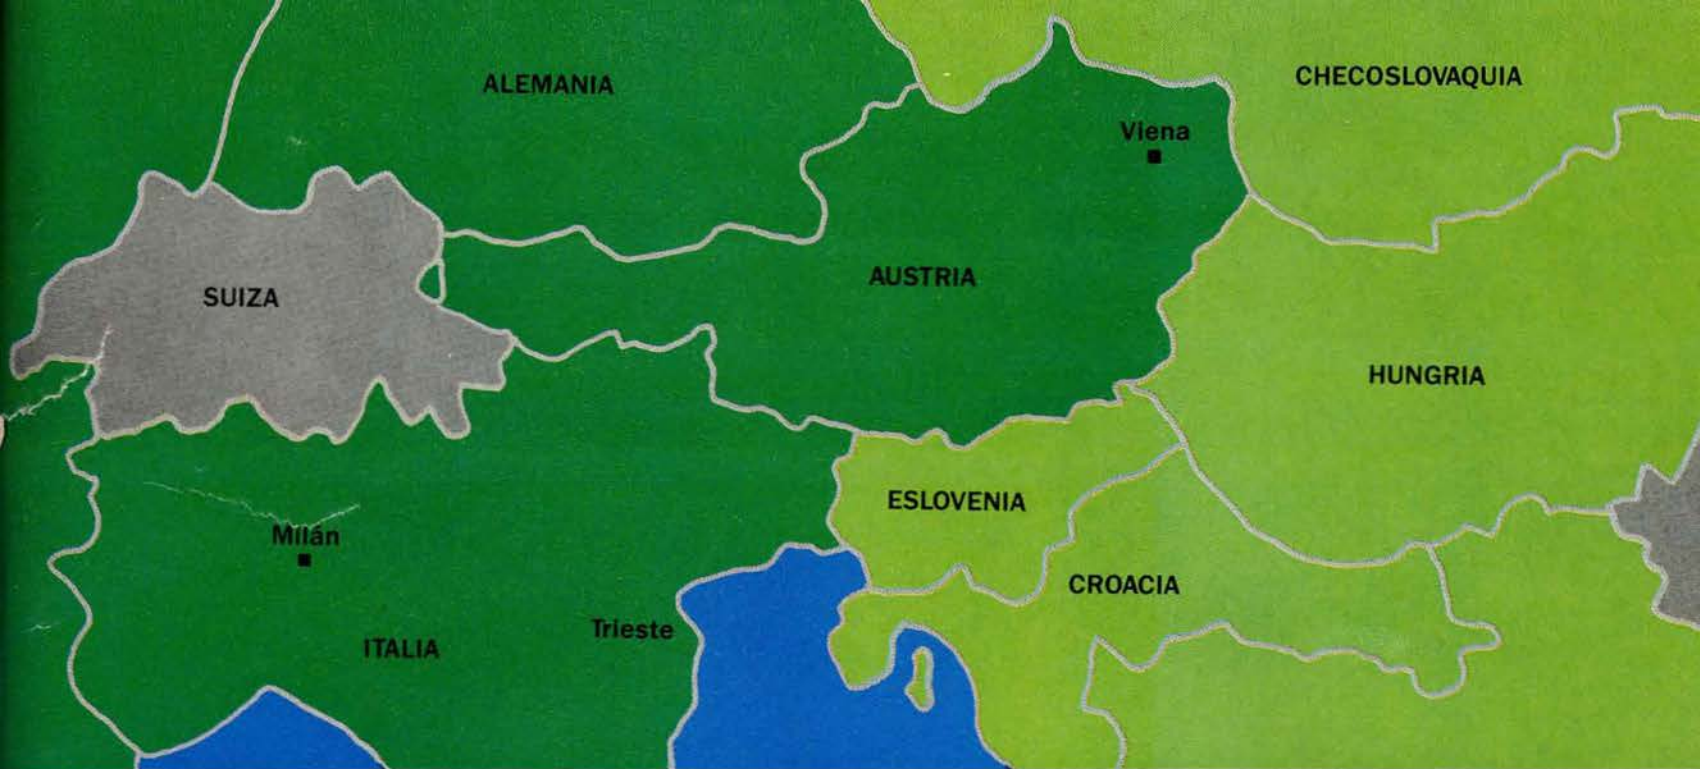 ALEMANIA
CHECOSLOVAQUIA
Viena
AUSTRIA
SUIZA
HUNGRIA
ESLOVENIA
Milán
CROACIA
Trieste
ITALIA